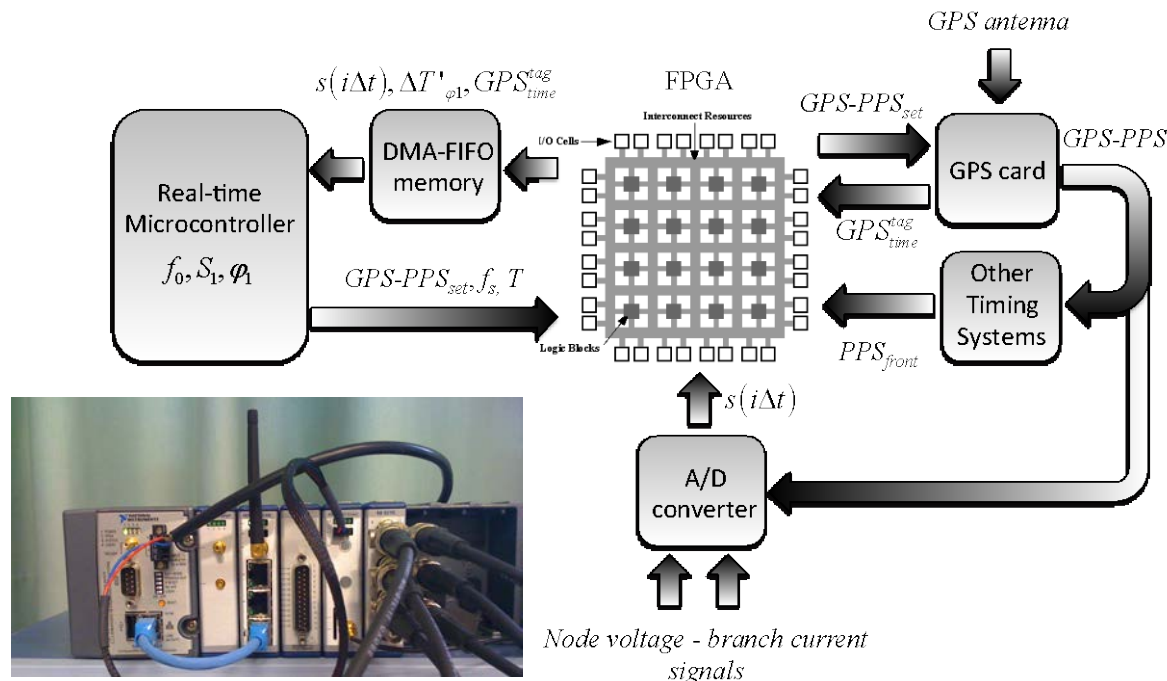 GPS antenna
s(iΔt), ΔT'φ1, GPS^tag_time
FPGA
Interconnect Resources
I/O Cells
GPS-PPS_set
GPS-PPS
DMA-FIFO
memory
GPS card
Real-time
Microcontroller
f0, S1, φ1
GPS^tag_time
GPS-PPS_set, f_s, T
Other
Timing
Systems
Logic Blocks
PPS_front
s(iΔt)
A/D
converter
NATIONAL
INSTRUMENTS
Node voltage - branch current
signals